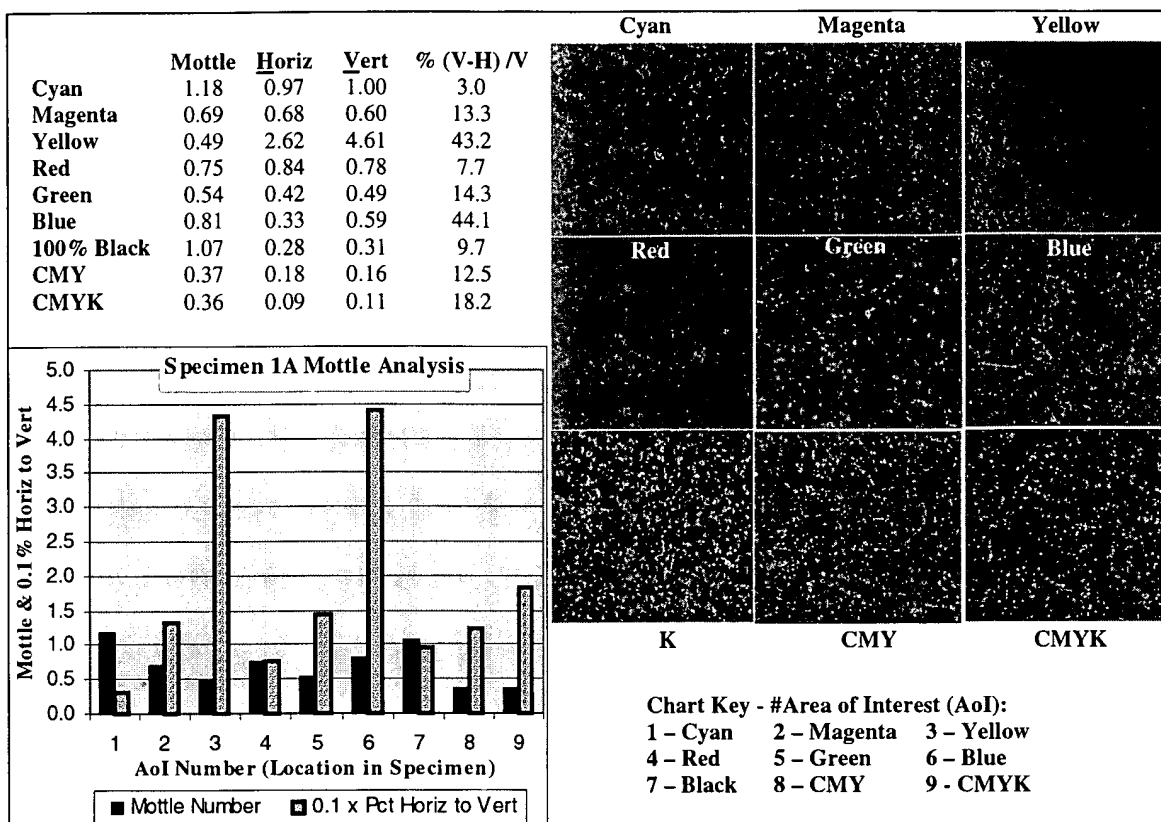 Mottle Horiz Vert % (V-H) /V
Cyan 1.18 0.97 1.00 3.0
Magenta 0.69 0.68 0.60 13.3
Yellow 0.49 2.62 4.61 43.2
Red 0.75 0.84 0.78 7.7
Green 0.54 0.42 0.49 14.3
Blue 0.81 0.33 0.59 44.1
100% Black 1.07 0.28 0.31 9.7
CMY 0.37 0.18 0.16 12.5
CMYK 0.36 0.09 0.11 18.2
Cyan Magenta Yellow
Red Green Blue
K CMY CMYK
Specimen 1A Mottle Analysis
Mottle & 0.1% Horiz to Vert
5.0
4.5
4.0
3.5
3.0
2.5
2.0
1.5
1.0
0.5
0.0
1 2 3 4 5 6 7 8 9
AoI Number (Location in Specimen)
Mottle Number 0.1 x Pct Horiz to Vert
Chart Key - #Area of Interest (AoI):
1 – Cyan 2 – Magenta 3 – Yellow
4 – Red 5 – Green 6 – Blue
7 – Black 8 – CMY 9 - CMYK